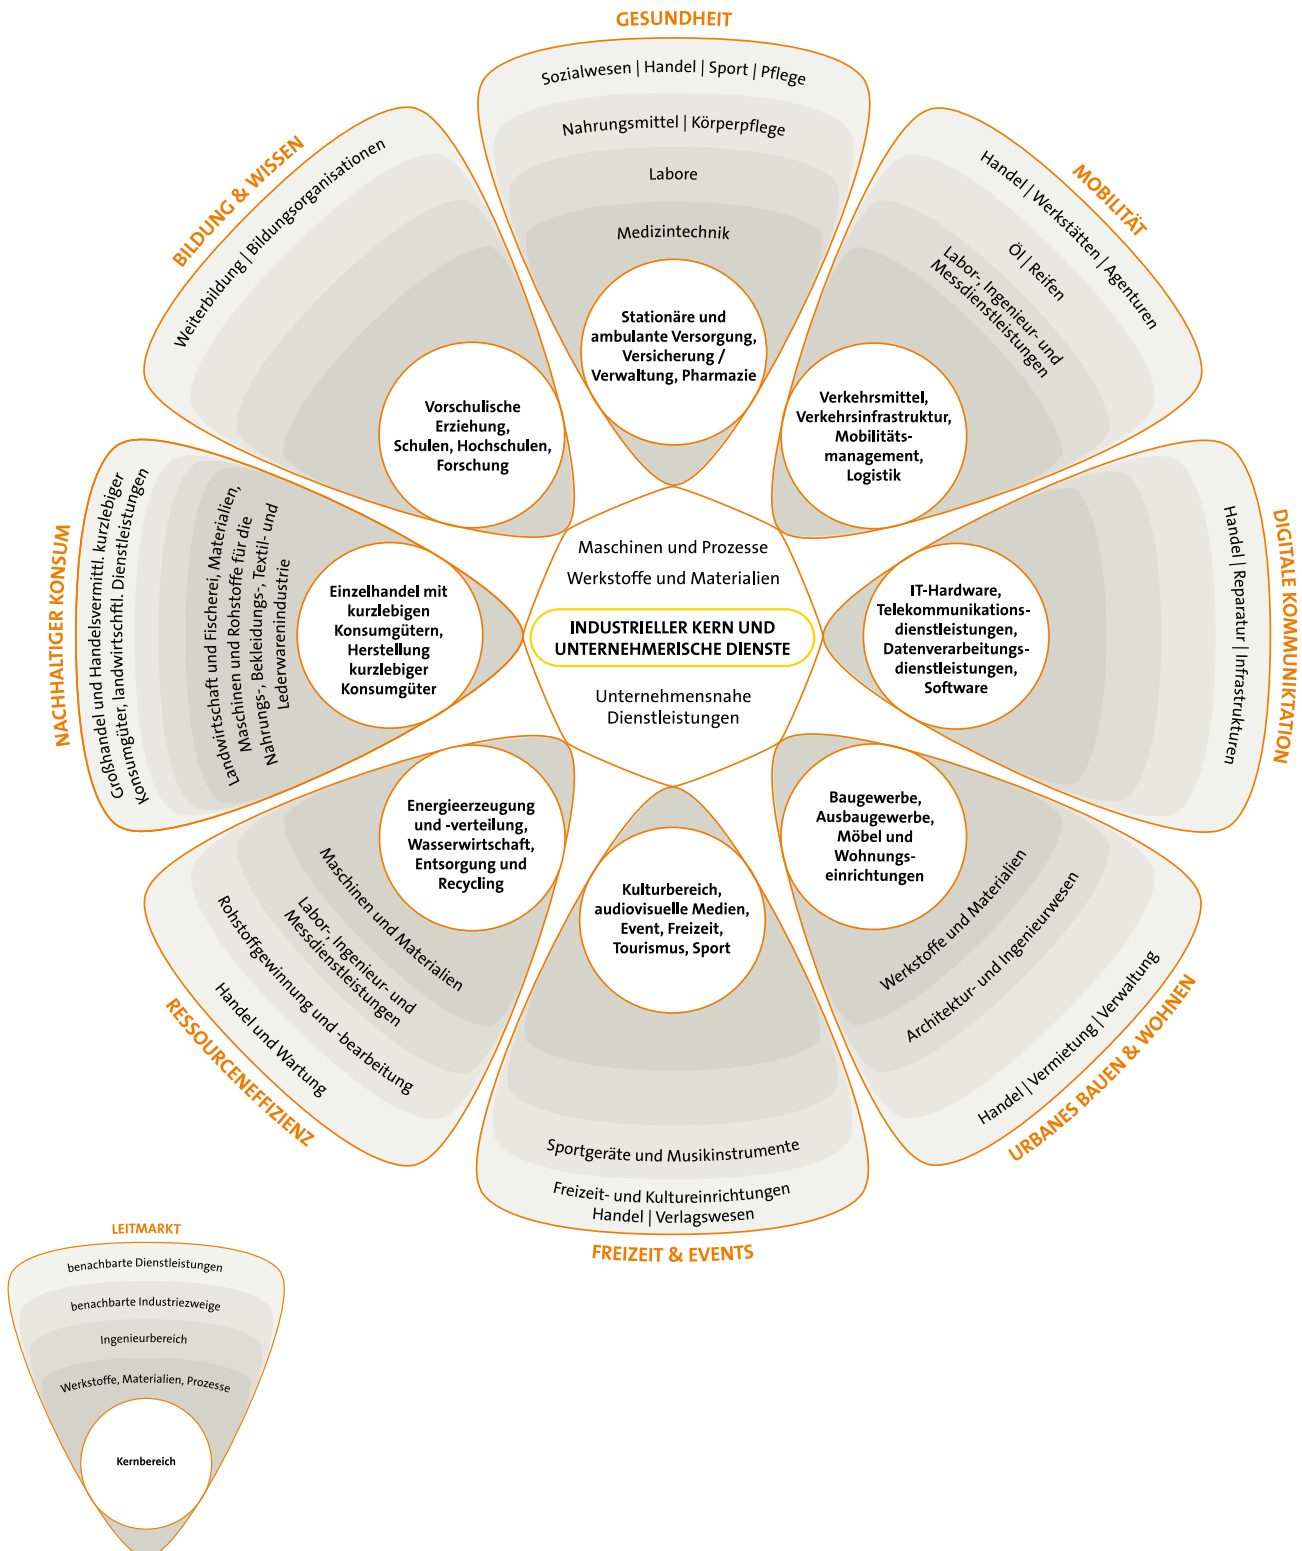 GESUNDHEIT
Sozialwesen | Handel | Sport | Pflege
Nahrungsmittel | Körperpflege
Labore
Medizintechnik
Stationäre und
ambulante Versorgung,
Versicherung /
Verwaltung, Pharmazie
MOBILITÄT
Handel | Werkstätten | Agenturen
Öl | Reifen
Labor-, Ingenieur- und
Messdienstleistungen
Verkehrsmittel,
Verkehrsinfrastruktur,
Mobilitäts-
management,
Logistik
DIGITALE KOMMUNIKTATION
Handel | Reparatur | Infrastrukturen
IT-Hardware,
Telekommunikations-
dienstleistungen,
Datenverarbeitungs-
dienstleistungen,
Software
URBANES BAUEN & WOHNEN
Handel | Vermietung | Verwaltung
Architektur- und Ingenieurwesen
Werkstoffe und Materialien
Baugewerbe,
Ausbaugewerbe,
Möbel und
Wohnungs-
einrichtungen
FREIZEIT & EVENTS
Kulturbereich,
audiovisuelle Medien,
Event, Freizeit,
Tourismus, Sport
Sportgeräte und Musikinstrumente
Freizeit- und Kultureinrichtungen
Handel | Verlagswesen
RESSOURCENEFFIZIENZ
Handel und Wartung
Rohstoffgewinnung und -bearbeitung
Labor-, Ingenieur- und
Messdienstleistungen
Maschinen und Materialien
Energieerzeugung
und -verteilung,
Wasserwirtschaft,
Entsorgung und
Recycling
NACHHALTIGER KONSUM
Großhandel und Handelsvermittl. kurzlebiger
Konsumgüter, landwirtschftl. Dienstleistungen
Landwirtschaft und Fischerei, Materialien,
Maschinen und Rohstoffe für die
Nahrungs-, Bekleidungs-, Textil- und
Lederwarenindustrie
Einzelhandel mit
kurzlebigen
Konsumgütern,
Herstellung
kurzlebiger
Konsumgüter
BILDUNG & WISSEN
Weiterbildung | Bildungsorganisationen
Vorschulische
Erziehung,
Schulen, Hochschulen,
Forschung
Maschinen und Prozesse
Werkstoffe und Materialien
INDUSTRIELLER KERN UND
UNTERNEHMERISCHE DIENSTE
Unternehmensnahe
Dienstleistungen
LEITMARKT
benachbarte Dienstleistungen
benachbarte Industriezweige
Ingenieurbereich
Werkstoffe, Materialien, Prozesse
Kernbereich